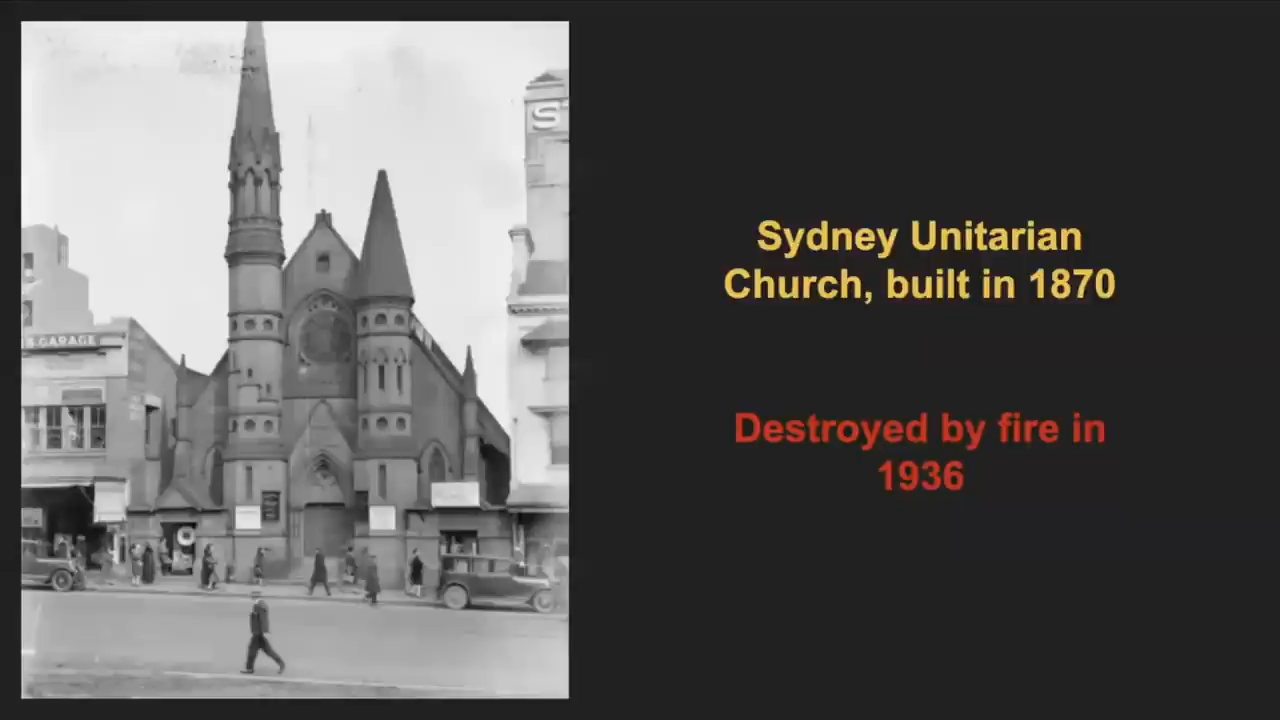 GARAGE
Sydney Unitarian
Church, built in 1870
Destroyed by fire in
1936